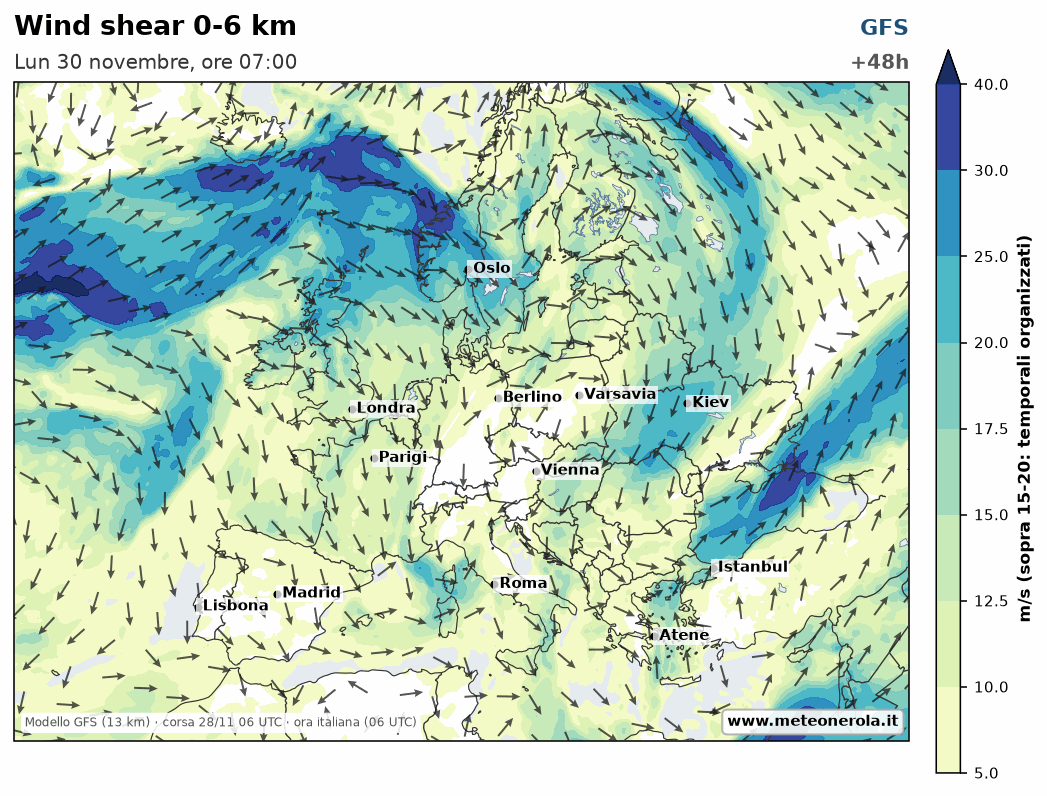 Wind shear 0-6 km
GFS
Lun 30 novembre, ore 07:00
+48h
40.0
30.0
25.0
20.0
17.5
15.0
12.5
10.0
5.0
m/s (sopra 15-20: temporali organizzati)
Oslo
Berlino
Varsavia
Kiev
Londra
Parigi
Vienna
Istanbul
Roma
Madrid
Lisbona
Atene
Modello GFS (13 km) · corsa 28/11 06 UTC · ora italiana (06 UTC)
www.meteonerola.it